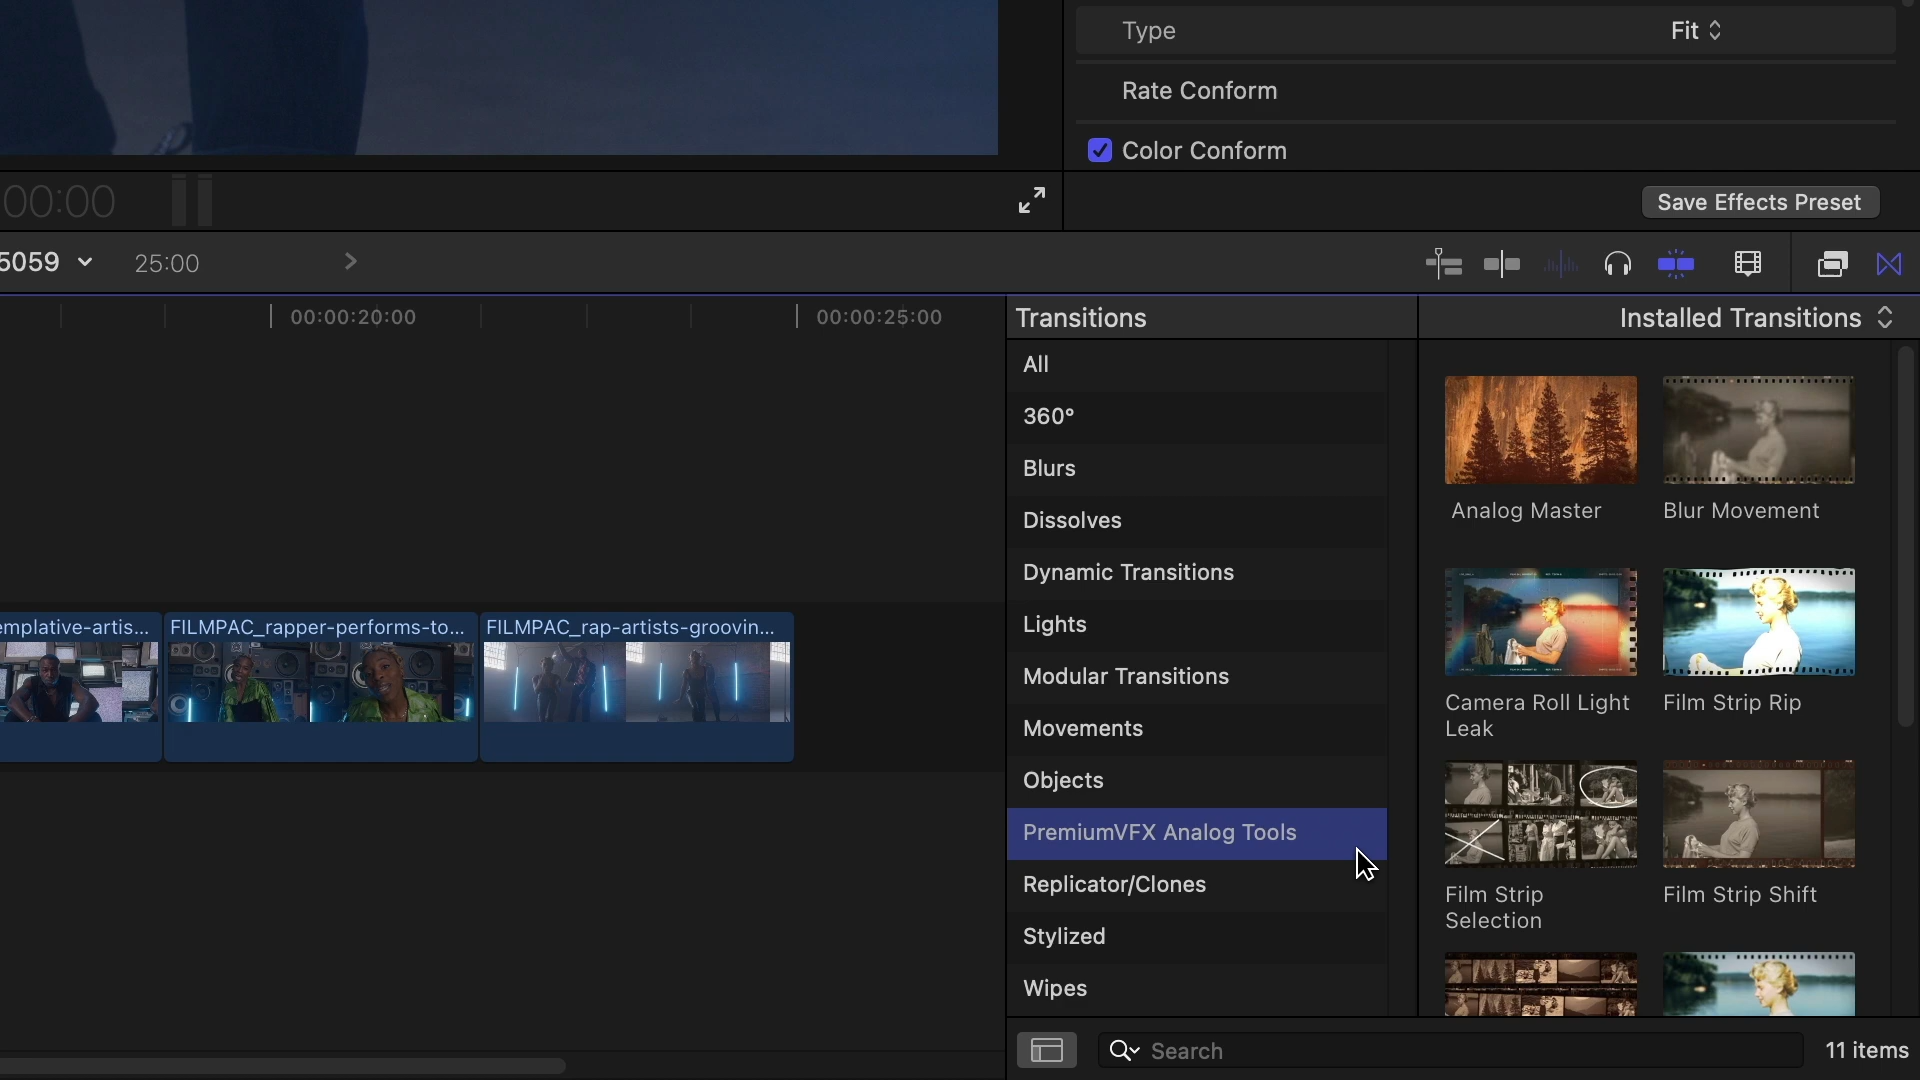 Type
Fit
Rate Conform
Color Conform
00:00
Save Effects Preset
5059
25:00
00:00:20:00
00:00:25:00
Transitions
Installed Transitions
All
360°
Blurs
Dissolves
Dynamic Transitions
Lights
Modular Transitions
Movements
Objects
PremiumVFX Analog Tools
Replicator/Clones
Stylized
Wipes
emplative-artis...
FILMPAC_rapper-performs-to...
FILMPAC_rap-artists-groovin...
Analog Master
Blur Movement
Camera Roll Light
Leak
Film Strip Rip
Film Strip
Selection
Film Strip Shift
Search
11 items